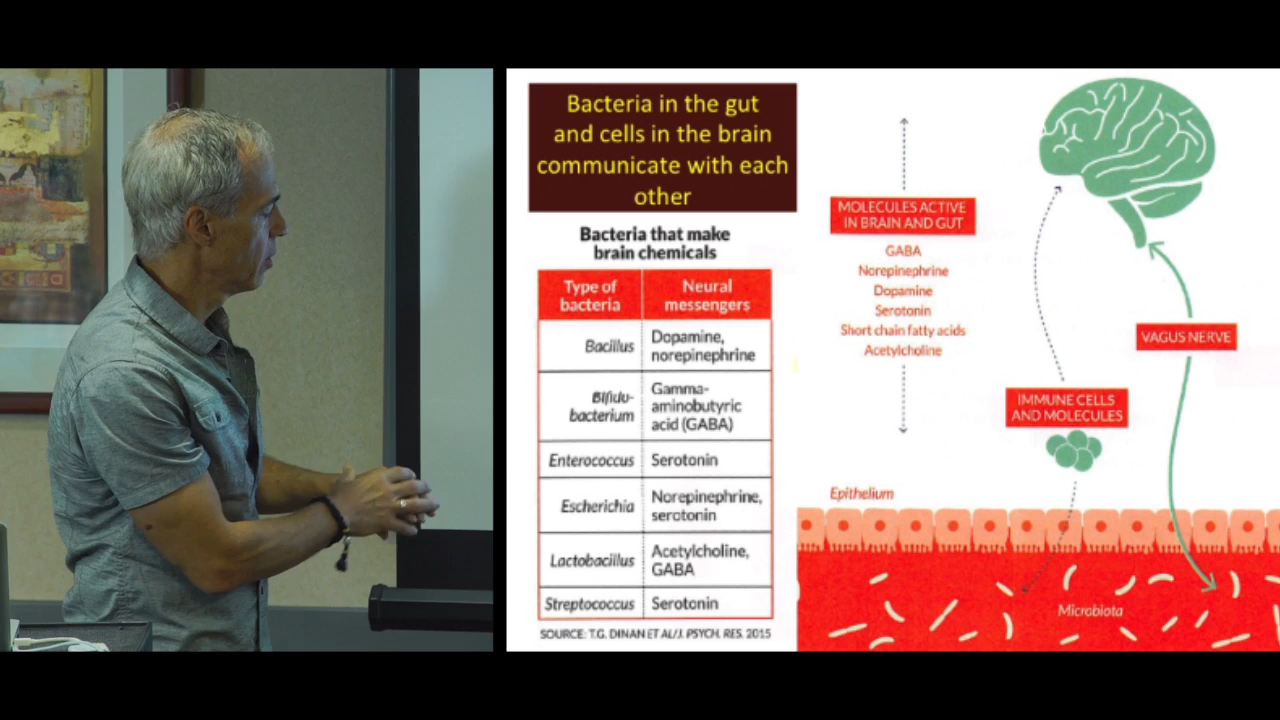 Bacteria in the gut
and cells in the brain
communicate with each
other
Bacteria that make
brain chemicals
Type of
bacteria
Neural
messengers
Bacillus
Dopamine,
norepinephrine
Bifido-
bacterium
Gamma-
aminobutyric
acid (GABA)
Enterococcus
Serotonin
Escherichia
Norepinephrine,
serotonin
Lactobacillus
Acetylcholine,
GABA
Streptococcus
Serotonin
SOURCE: T.G. DINAN ET AL/J. PSYCH. RES. 2015
MOLECULES ACTIVE
IN BRAIN AND GUT
GABA
Norepinephrine
Dopamine
Serotonin
Short chain fatty acids
Acetylcholine
VAGUS NERVE
IMMUNE CELLS
AND MOLECULES
Epithelium
Microbiota